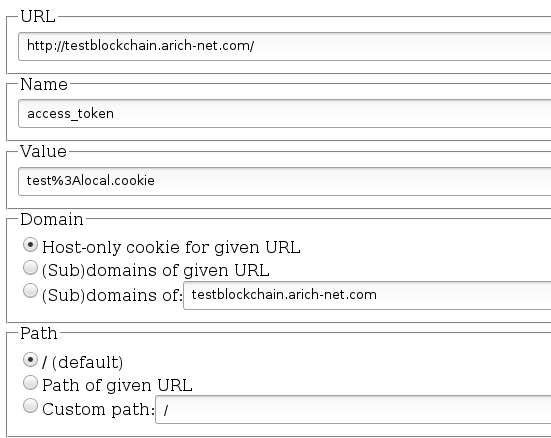 URL
http://testblockchain.arich-net.com/
Name
access_token
Value
test%3Alocal.cookie
Domain
Host-only cookie for given URL
(Sub)domains of given URL
(Sub)domains of: testblockchain.arich-net.com
Path
/ (default)
Path of given URL
Custom path: /